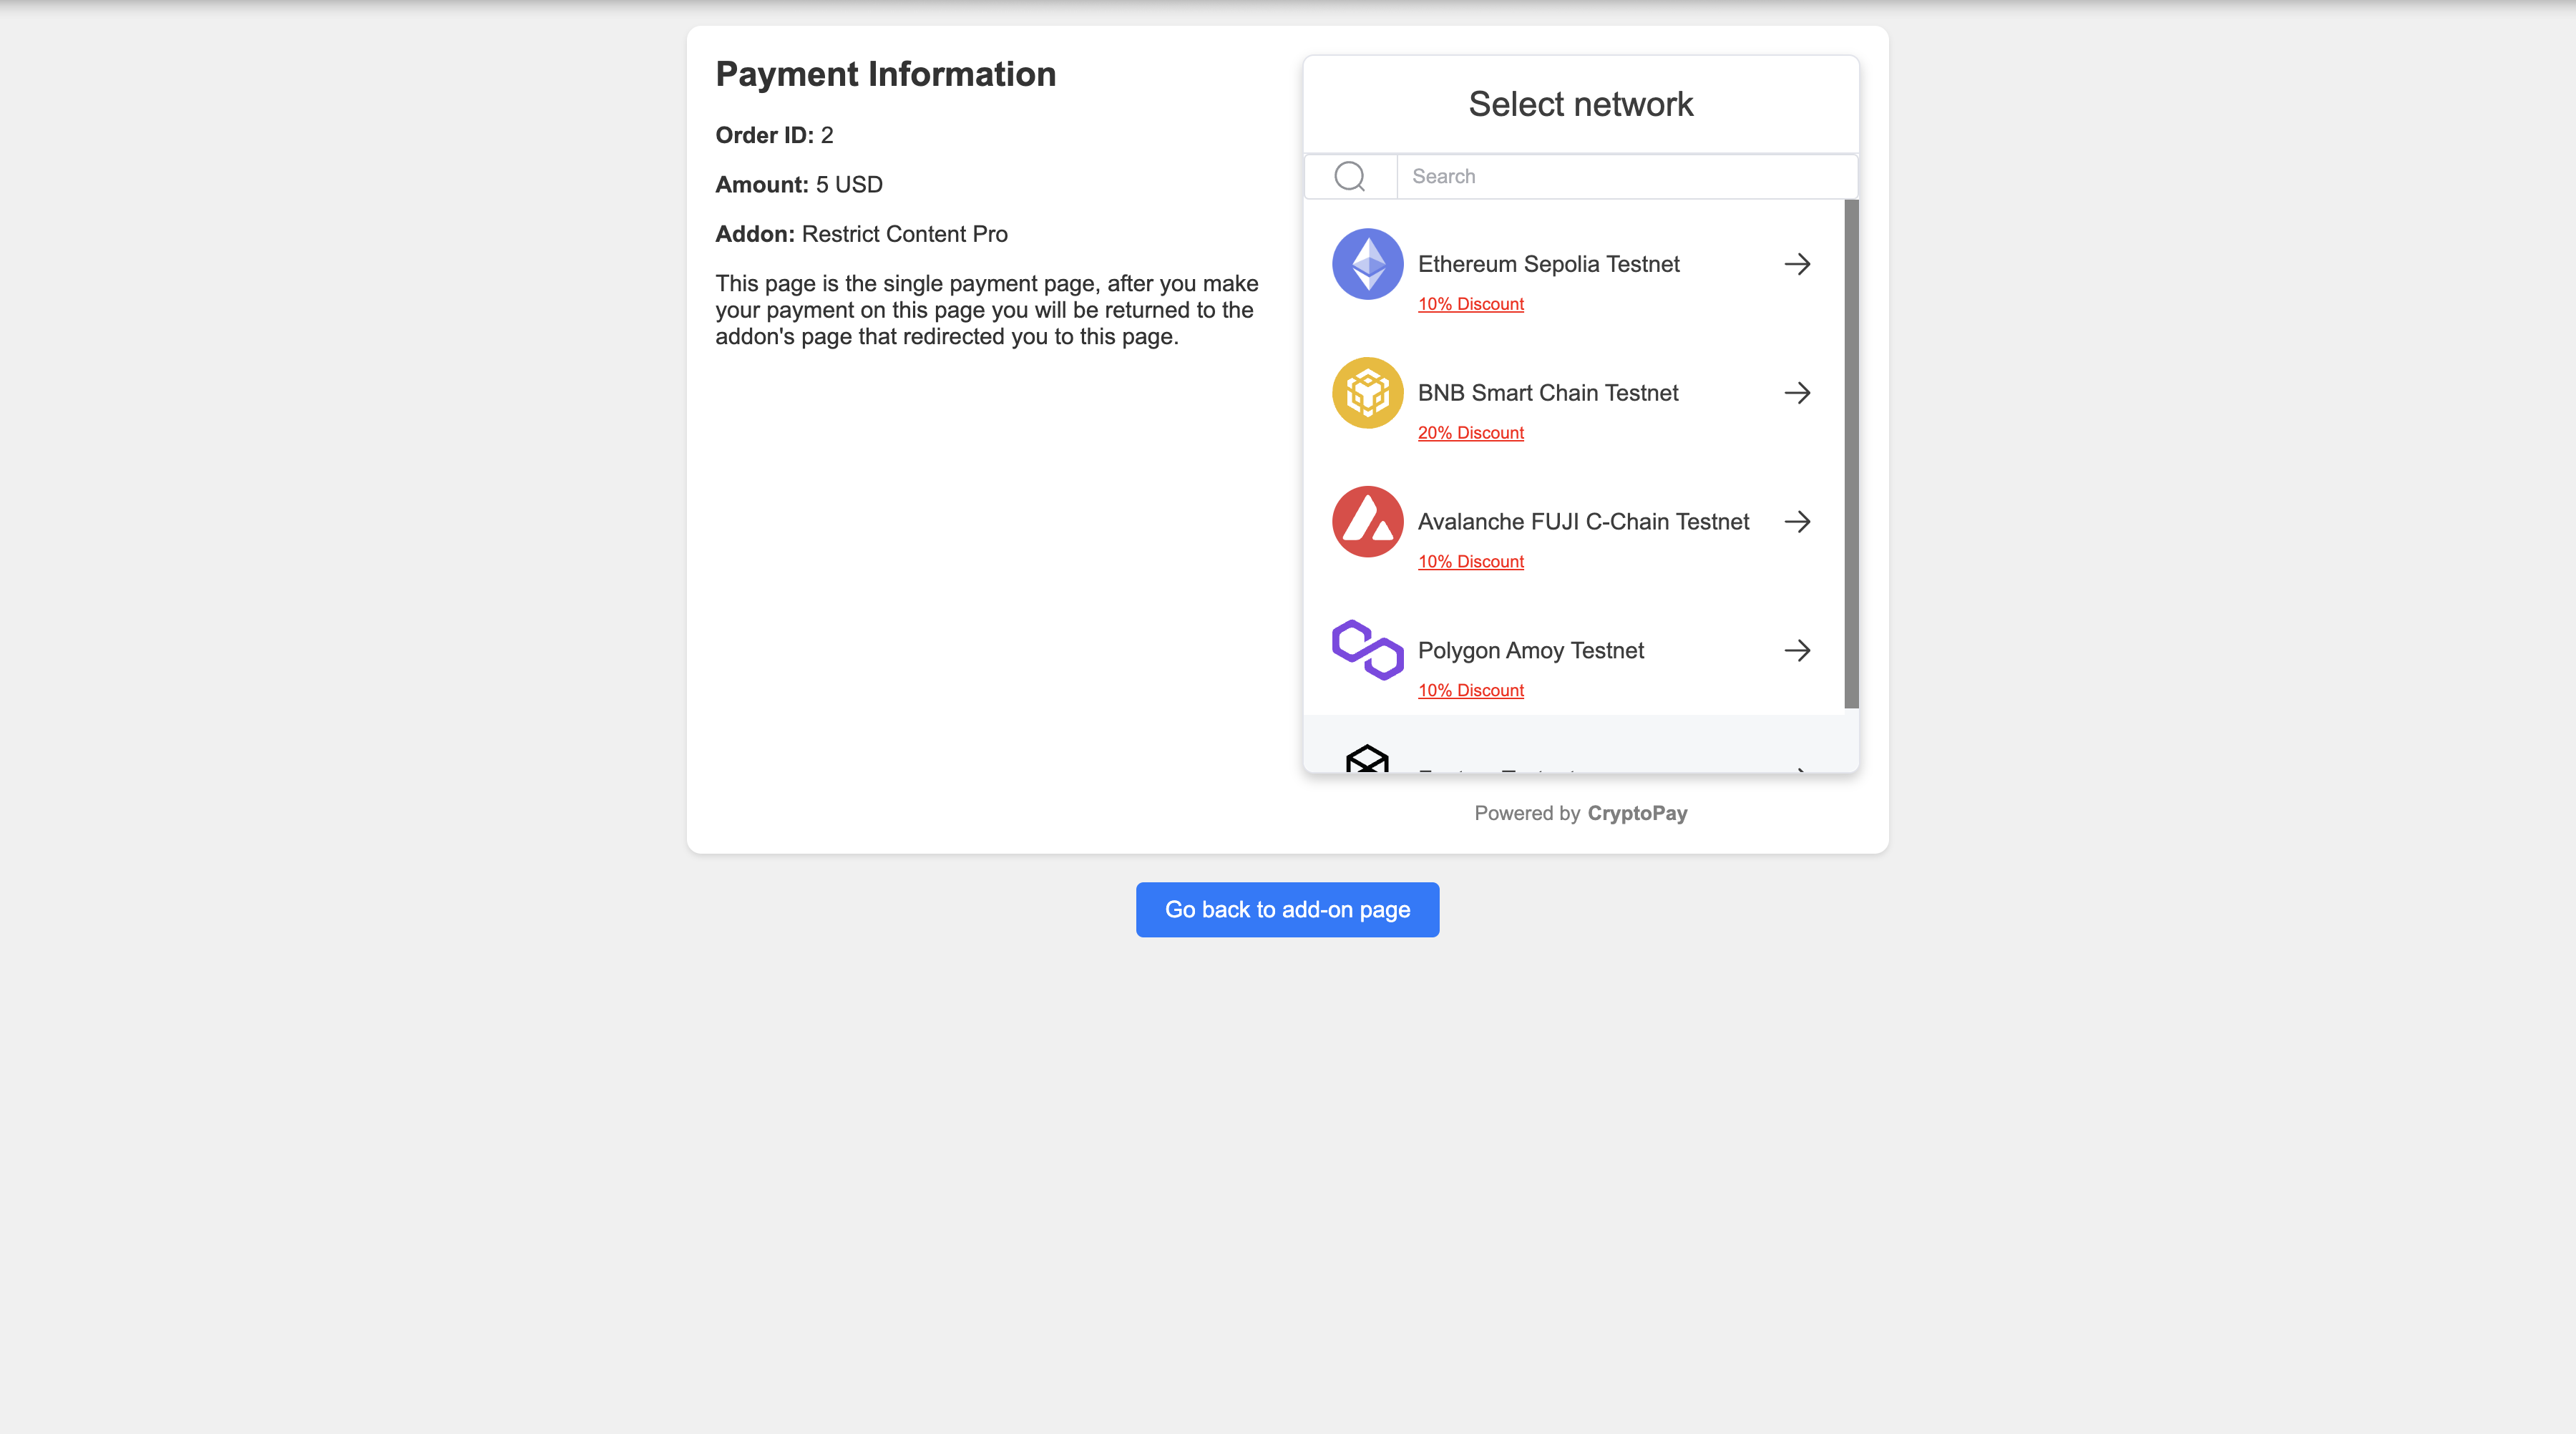 Payment Information
Order ID: 2
Amount: 5 USD
Addon: Restrict Content Pro
This page is the single payment page, after you make
your payment on this page you will be returned to the
addon's page that redirected you to this page.
Select network
Search
Ethereum Sepolia Testnet
10% Discount
BNB Smart Chain Testnet
20% Discount
Avalanche FUJI C-Chain Testnet
10% Discount
Polygon Amoy Testnet
10% Discount
Powered by CryptoPay
Go back to add-on page